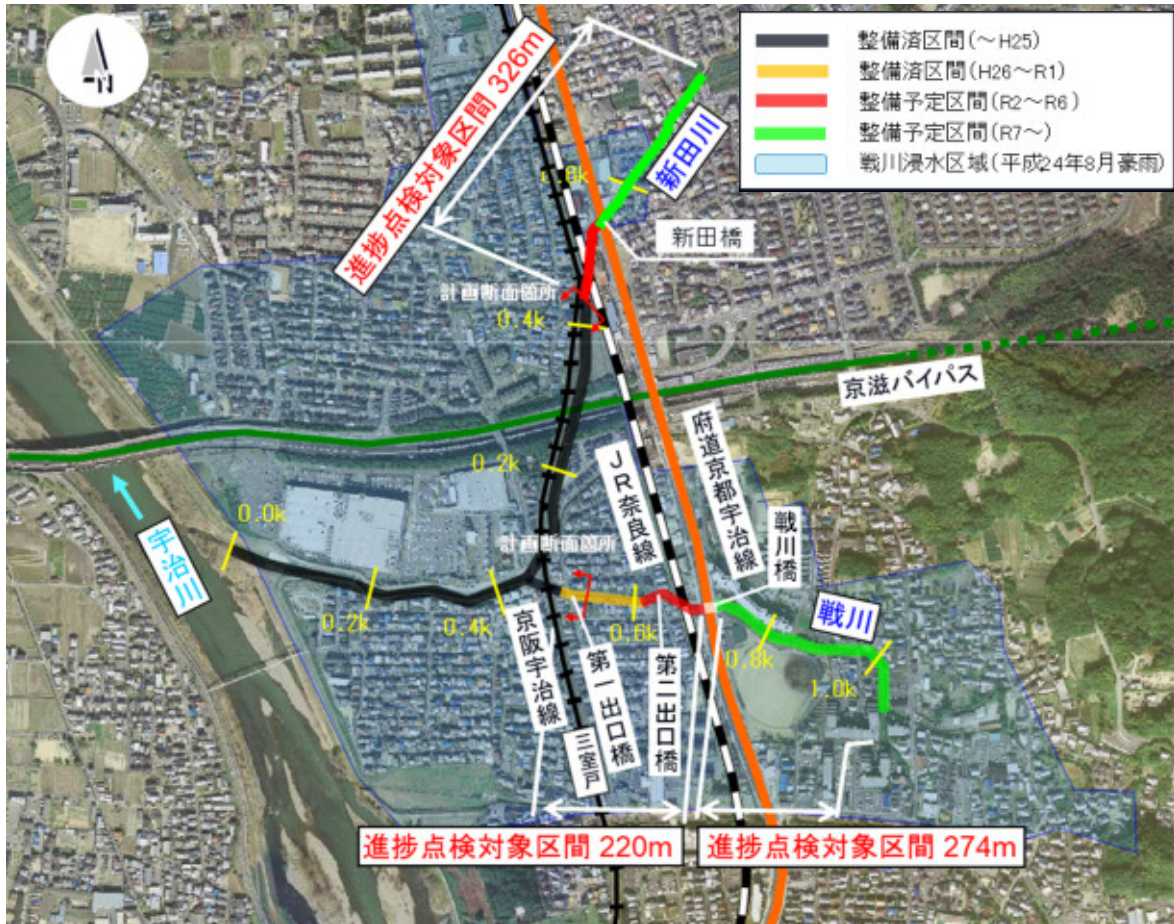 整備済区間(～H25)
整備済区間(H26～R1)
整備予定区間(R2～R6)
整備予定区間(R7～)
戦川浸水区域(平成24年8月豪雨)
N
進捗点検対象区間 326m
新田川
0.6k
新田橋
計画断面箇所
0.4k
京滋バイパス
0.2k
JR奈良線
府道京都宇治線
戦川橋
0.0k
宇治川
計画断面箇所
0.2k
0.4k
0.6k
戦川
0.8k
1.0k
京阪宇治線
第一出口橋
第二出口橋
三室戸
進捗点検対象区間 220m
進捗点検対象区間 274m